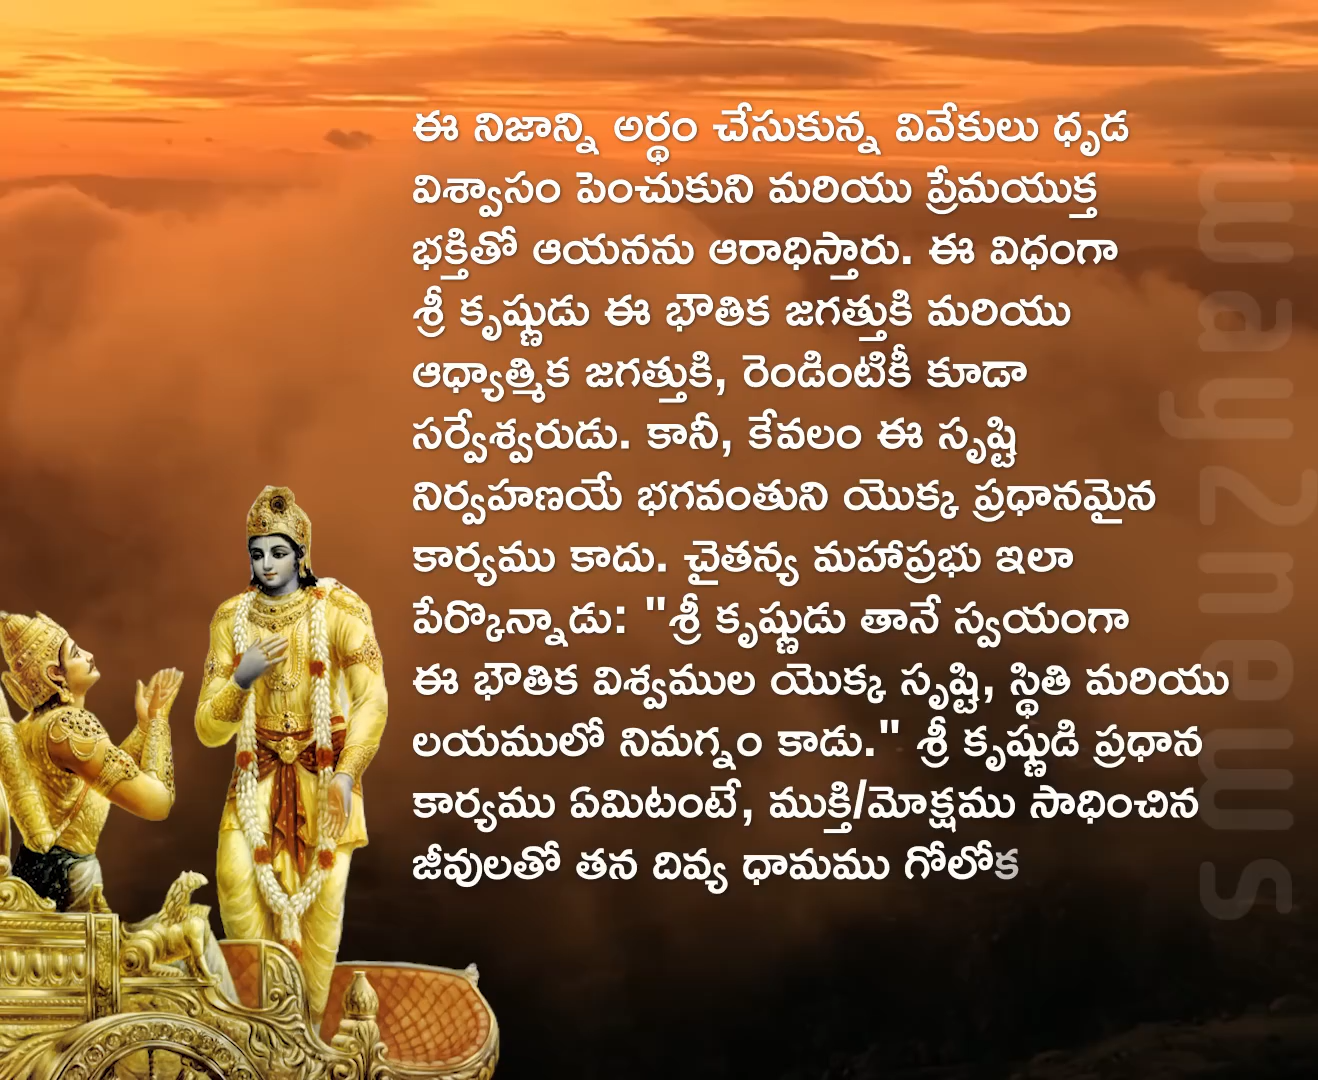 ఈ నిజాన్ని అర్థం చేసుకున్న వివేకులు ధృడ
విశ్వాసం పెంచుకుని మరియు ప్రేమయుక్త
భక్తితో ఆయనను ఆరాధిస్తారు. ఈ విధంగా
శ్రీ కృష్ణుడు ఈ భౌతిక జగత్తుకి మరియు
ఆధ్యాత్మిక జగత్తుకి, రెండింటికీ కూడా
సర్వేశ్వరుడు. కానీ, కేవలం ఈ సృష్టి
నిర్వహణయే భగవంతుని యొక్క ప్రధానమైన
కార్యము కాదు. చైతన్య మహాప్రభు ఇలా
పేర్కొన్నాడు: "శ్రీ కృష్ణుడు తానే స్వయంగా
ఈ భౌతిక విశ్వముల యొక్క సృష్టి, స్థితి మరియు
లయములో నిమగ్నం కాడు." శ్రీ కృష్ణుడి ప్రధాన
కార్యము ఏమిటంటే, ముక్తి/మోక్షము సాధించిన
జీవులతో తన దివ్య ధామము గోలోక
way2news